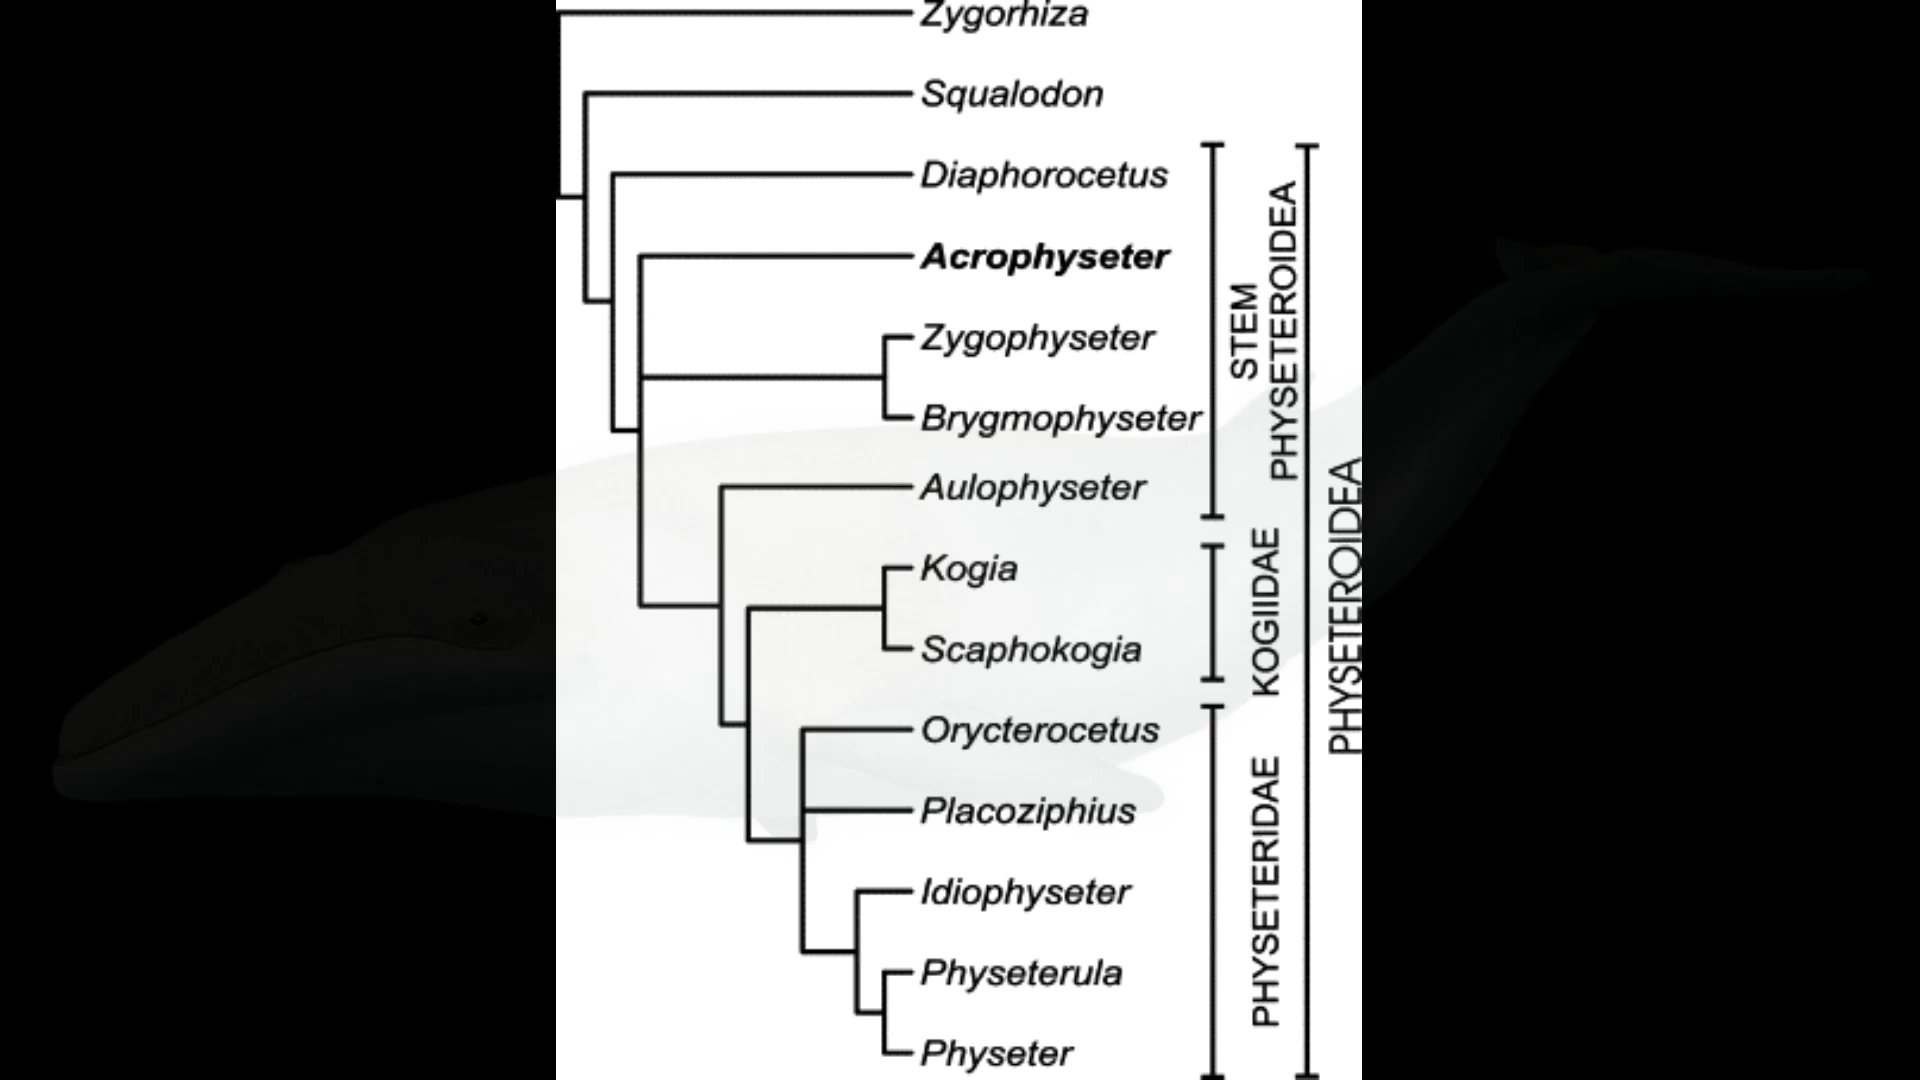 Zygorhiza
Squalodon
Diaphorocetus
Acrophyseter
Zygophyseter
Brygmophyseter
Aulophyseter
Kogia
Scaphokogia
Orycterocetus
Placoziphius
Idiophyseter
Physeterula
Physeter
STEM
PHYSETEROIDEA
KOGIIDAE
PHYSETERIDAE
PHYSETEROIDEA